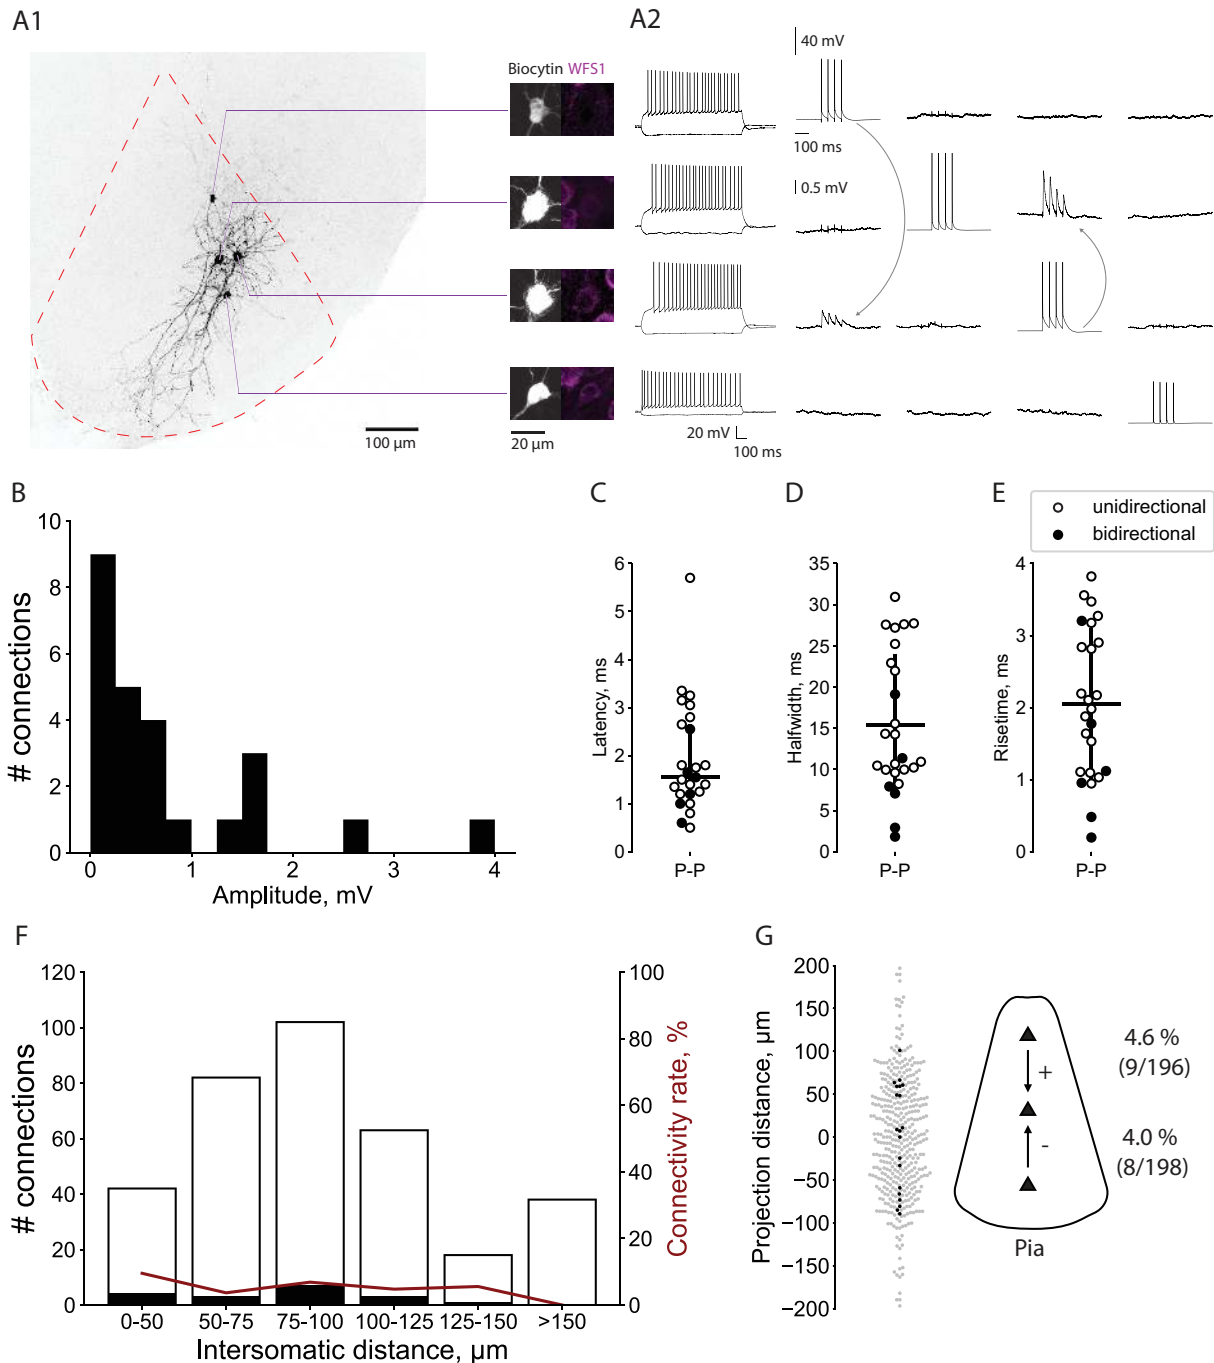 A1
A2
Biocytin WFS1
40 mV
100 ms
0.5 mV
100 µm
20 µm
20 mV
100 ms
B
# connections
10
8
6
4
2
0
0 1 2 3 4
Amplitude, mV
C
Latency, ms
6
5
4
3
2
1
0
P-P
D
Halfwidth, ms
35
30
25
20
15
10
5
0
P-P
E
unidirectional
bidirectional
Risetime, ms
4
3
2
1
0
P-P
F
# connections
120
100
80
60
40
20
0
Connectivity rate, %
100
80
60
40
20
0
0-50 50-75 75-100 100-125 125-150 >150
Intersomatic distance, µm
G
Projection distance, µm
200
150
100
50
0
−50
−100
−150
−200
+
-
Pia
4.6 %
(9/196)
4.0 %
(8/198)